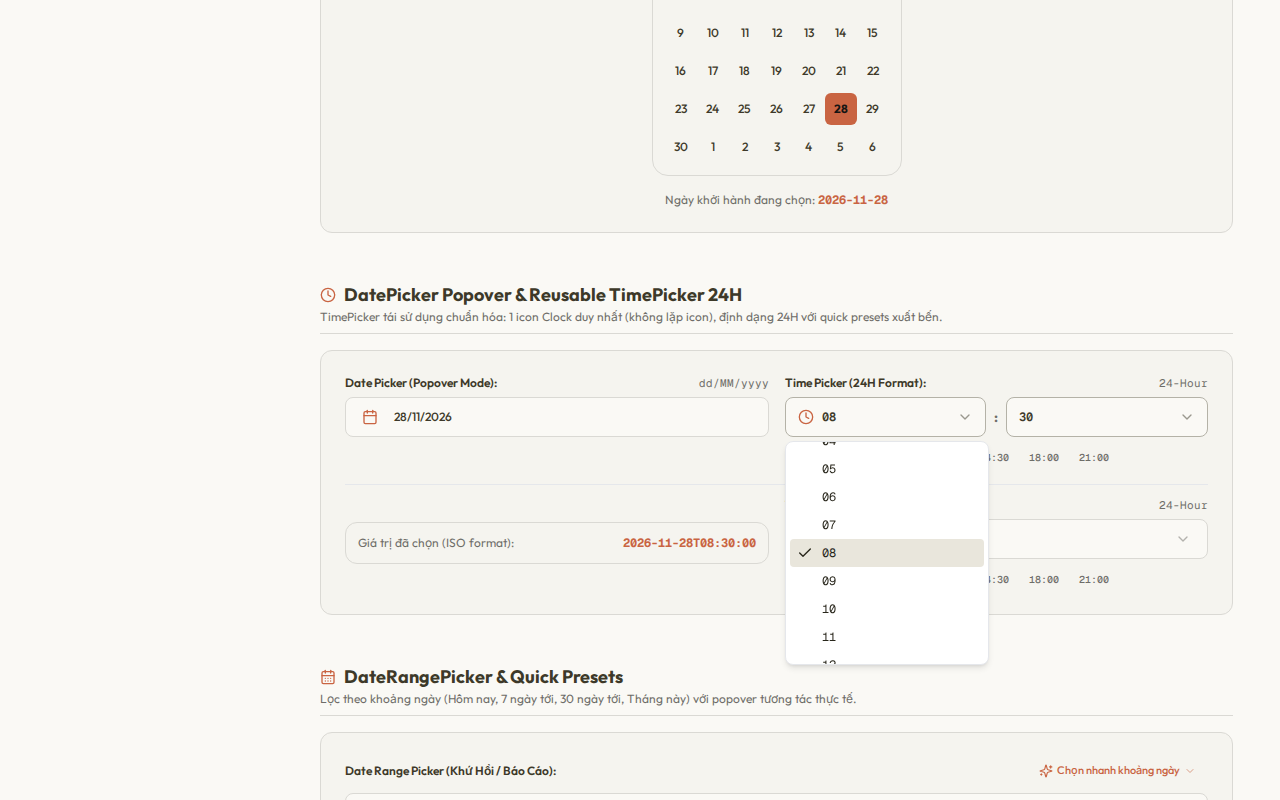 9 10 11 12 13 14 15
16 17 18 19 20 21 22
23 24 25 26 27 28 29
30 1 2 3 4 5 6
Ngày khởi hành đang chọn: 2026-11-28
DatePicker Popover & Reusable TimePicker 24H
TimePicker tái sử dụng chuẩn hóa: 1 icon Clock duy nhất (không lặp icon), định dạng 24H với quick presets xuất bến.
Date Picker (Popover Mode): dd/MM/yyyy
28/11/2026
Time Picker (24H Format): 24-Hour
08 : 30
04
05
06
07
08
09
10
11
12
:30 18:00 21:00
24-Hour
:30 18:00 21:00
Giá trị đã chọn (ISO format): 2026-11-28T08:30:00
DateRangePicker & Quick Presets
Lọc theo khoảng ngày (Hôm nay, 7 ngày tới, 30 ngày tới, Tháng này) với popover tương tác thực tế.
Date Range Picker (Khứ Hồi / Báo Cáo): Chọn nhanh khoảng ngày